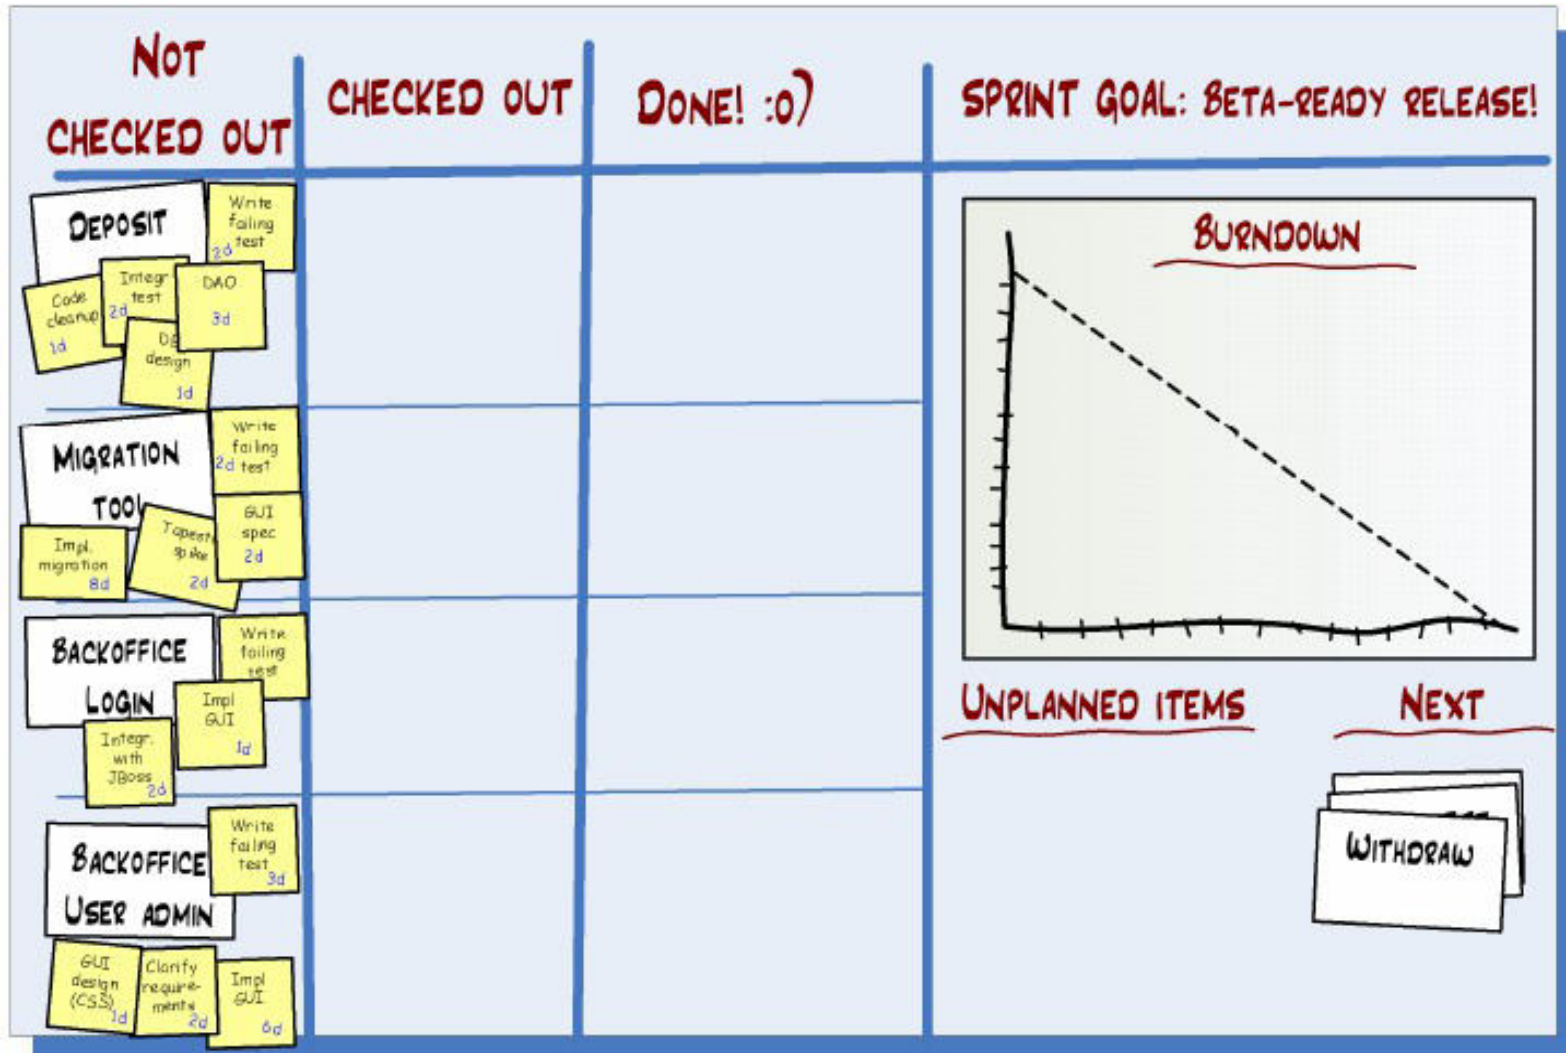 NOT
CHECKED OUT
CHECKED OUT
DONE! :o)
SPRINT GOAL: BETA-READY RELEASE!
DEPOSIT
Write
failing
test
2d
Code
cleanup
1d
Integr
test
2d
DAO
3d
design
1d
MIGRATION
TOOL
Write
failing
test
2d
Impl.
migration
8d
spike
2d
GUI
spec
2d
BACKOFFICE
LOGIN
Write
failing
test
Integr.
with
JBoss
2d
Impl
GUI
1d
BACKOFFICE
USER ADMIN
Write
failing
test
3d
GUI
design
(CSS)
1d
Clarify
require-
ments
2d
Impl
GUI
6d
BURNDOWN
UNPLANNED ITEMS
NEXT
WITHDRAW